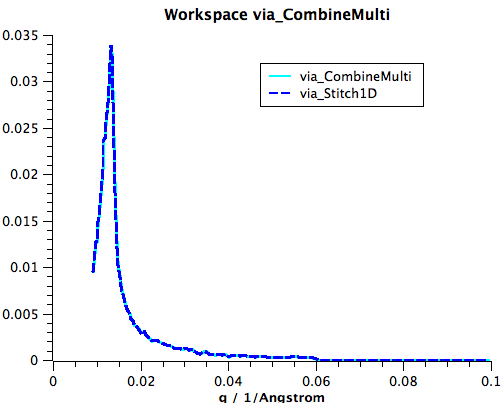 Workspace via_CombineMulti
0.035
0.03
0.025
0.02
0.015
0.01
0.005
0
via_CombineMulti
via_Stitch1D
0 0.02 0.04 0.06 0.08 0.1
q / 1/Angstrom